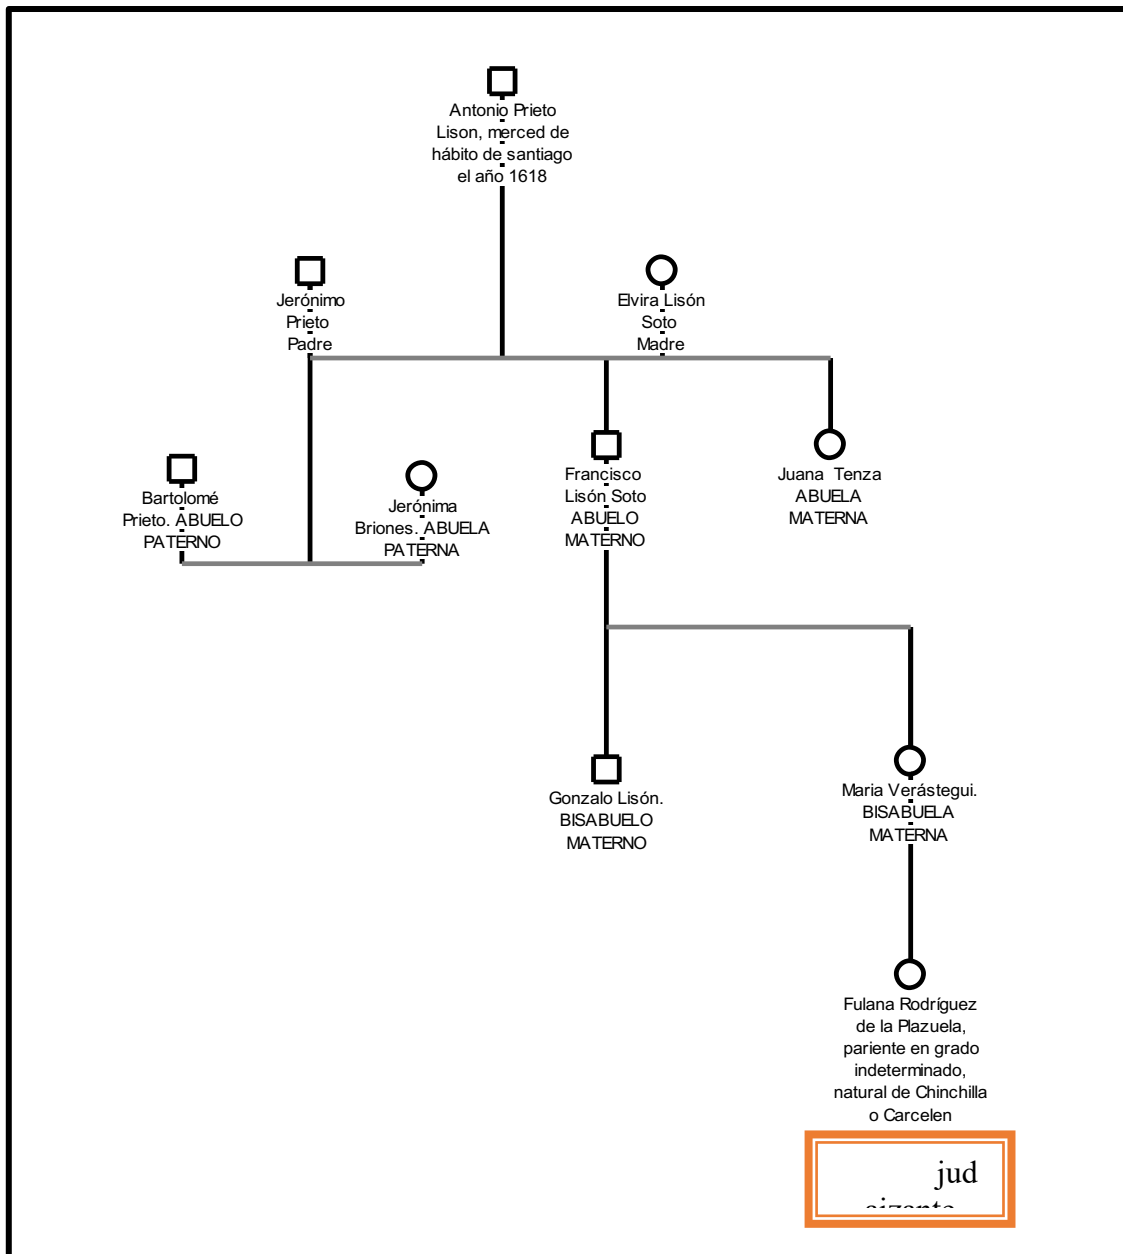 Antonio Prieto
Lison, merced de
hábito de santiago
el año 1618
Jerónimo
Prieto
Padre
Elvira Lisón
Soto
Madre
Bartolomé
Prieto. ABUELO
PATERNO
Jerónima
Briones. ABUELA
PATERNA
Francisco
Lisón Soto
ABUELO
MATERNO
Juana Tenza
ABUELA
MATERNA
Gonzalo Lisón.
BISABUELO
MATERNO
Maria Verástegui.
BISABUELA
MATERNA
Fulana Rodríguez
de la Plazuela,
pariente en grado
indeterminado,
natural de Chinchilla
o Carcelen
jud
aizante